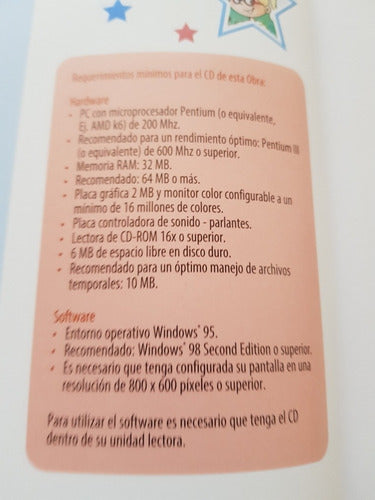 Requerimientos mínimos para el CD de esta Obra:
Hardware
- PC con microprocesador Pentium (o equivalente,
Ej. AMD k6) de 200 Mhz.
- Recomendado para un rendimiento óptimo: Pentium III
(o equivalente) de 600 Mhz o superior.
- Memoria RAM: 32 MB.
- Recomendado: 64 MB o más.
- Placa gráfica 2 MB y monitor color configurable a un
mínimo de 16 millones de colores.
- Placa controladora de sonido - parlantes.
- Lectora de CD-ROM 16x o superior.
- 6 MB de espacio libre en disco duro.
- Recomendado para un óptimo manejo de archivos
temporales: 10 MB.
Software
- Entorno operativo Windows® 95.
- Recomendado: Windows® 98 Second Edition o superior.
- Es necesario que tenga configurada su pantalla en una
resolución de 800 x 600 píxeles o superior.
Para utilizar el software es necesario que tenga el CD
dentro de su unidad lectora.